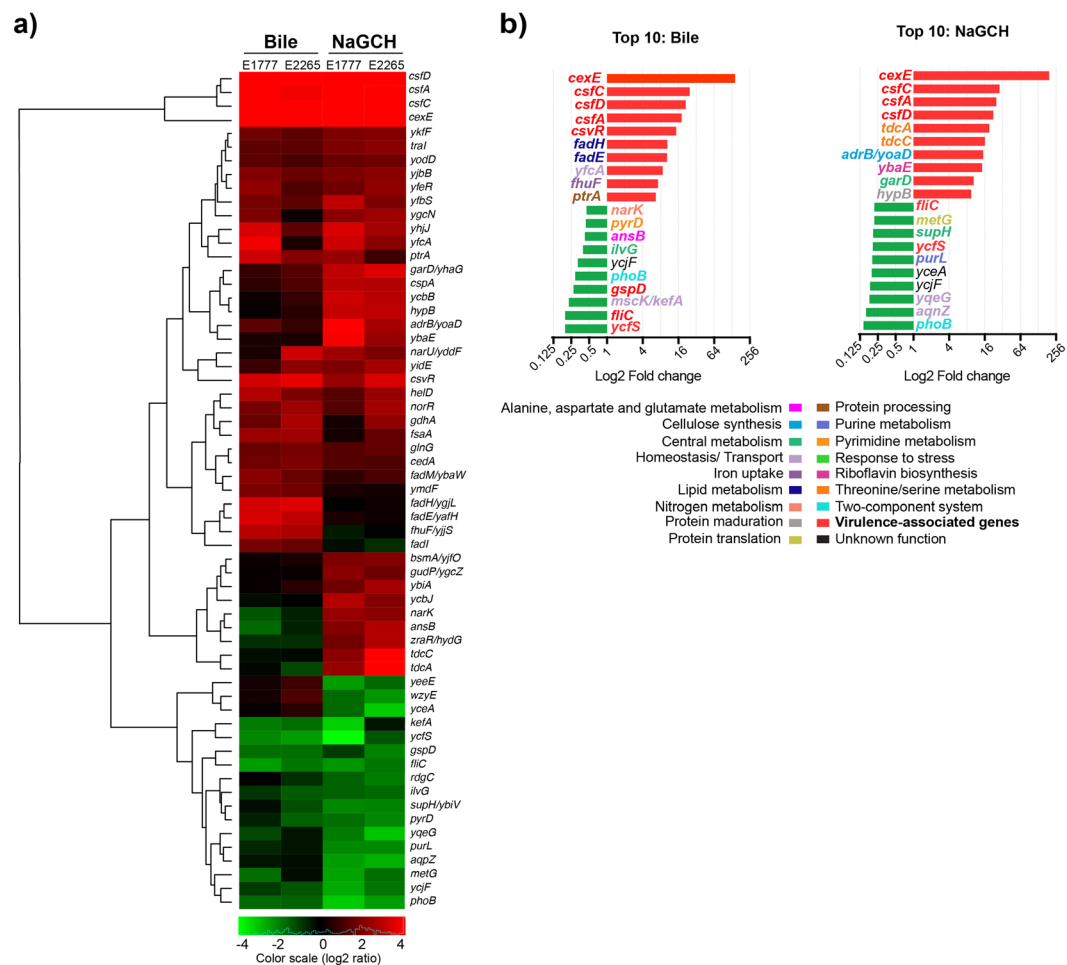 a)
Bile NaGCH
E1777 E2265 E1777 E2265
csfD
csfA
csfC
cexE
ykfF
traI
yodD
yjbB
yfeR
yfbS
ygcN
yhjJ
yfcA
ptrA
garD/yhaG
cspA
ycbB
hypB
adrB/yoaD
ybaE
narU/yddF
yidE
csvR
helD
norR
gdhA
fsaA
glnG
cedA
fadM/ybaW
ymdF
fadH/ygjL
fadE/yafH
fhuF/yjjS
fadI
bsmA/yjfO
gudP/ygcZ
ybiA
ycbJ
narK
ansB
zraR/hydG
tdcC
tdcA
yeeE
wzyE
yceA
kefA
ycfS
gspD
fliC
rdgC
ilvG
supH/ybiV
pyrD
yqeG
purL
aqpZ
metG
ycjF
phoB
-4 -2 0 2 4
Color scale (log2 ratio)
b)
Top 10: Bile
cexE
csfC
csfD
csfA
csvR
fadH
fadE
yfcA
fhuF
ptrA
narK
pyrD
ansB
ilvG
ycjF
phoB
gspD
mscK/kefA
fliC
ycfS
0.125 0.25 0.5 1 4 16 64 256
Log2 Fold change
Top 10: NaGCH
cexE
csfC
csfA
csfD
tdcA
tdcC
adrB/yoaD
ybaE
garD
hypB
fliC
metG
supH
ycfS
purL
yceA
ycjF
yqeG
aqnZ
phoB
0.125 0.25 0.5 1 4 16 64 256
Log2 Fold change
Alanine, aspartate and glutamate metabolism
Cellulose synthesis
Central metabolism
Homeostasis/ Transport
Iron uptake
Lipid metabolism
Nitrogen metabolism
Protein maduration
Protein translation
Protein processing
Purine metabolism
Pyrimidine metabolism
Response to stress
Riboflavin biosynthesis
Threonine/serine metabolism
Two-component system
Virulence-associated genes
Unknown function